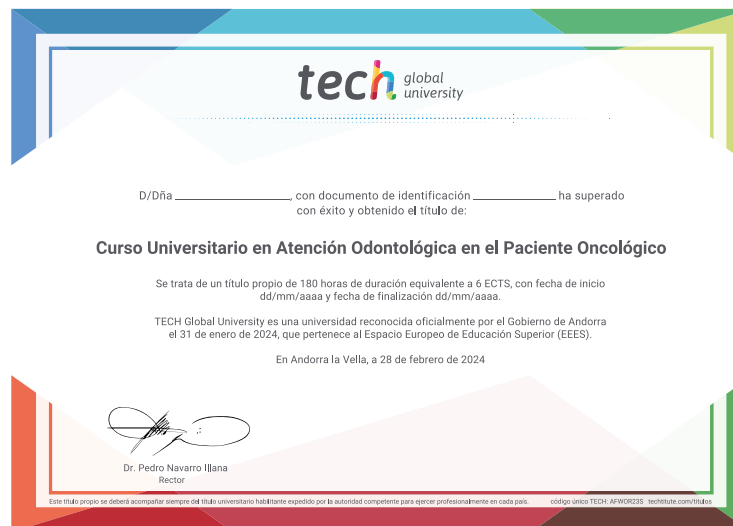 tech global university
D/Dña ____________________, con documento de identificación ______________ ha superado
con éxito y obtenido el título de:
Curso Universitario en Atención Odontológica en el Paciente Oncológico
Se trata de un título propio de 180 horas de duración equivalente a 6 ECTS, con fecha de inicio
dd/mm/aaaa y fecha de finalización dd/mm/aaaa.
TECH Global University es una universidad reconocida oficialmente por el Gobierno de Andorra
el 31 de enero de 2024, que pertenece al Espacio Europeo de Educación Superior (EEES).
En Andorra la Vella, a 28 de febrero de 2024
Dr. Pedro Navarro Illana
Rector
Este título propio se deberá acompañar siempre del título universitario habilitante expedido por la autoridad competente para ejercer profesionalmente en cada país. código único TECH: AFWOR23S techtitute.com/titulos